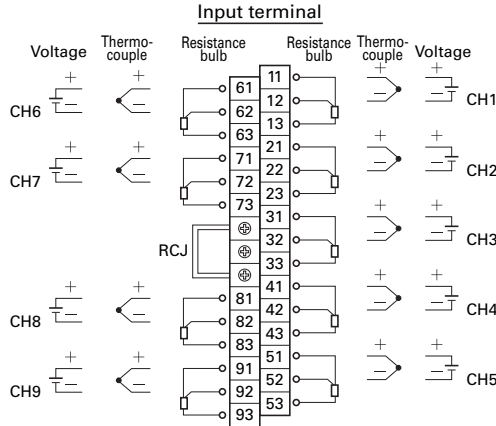 Input terminal
Voltage Thermo-couple Resistance bulb Resistance bulb Thermo-couple Voltage
CH6 + − + − 61 62 63
CH7 + − + − 71 72 73
RCJ
CH8 + − + − 81 82 83
CH9 + − + − 91 92 93
11 12 13 + − + − CH1
21 22 23 + − + − CH2
31 32 33 + − + − CH3
41 42 43 + − + − CH4
51 52 53 + − + − CH5